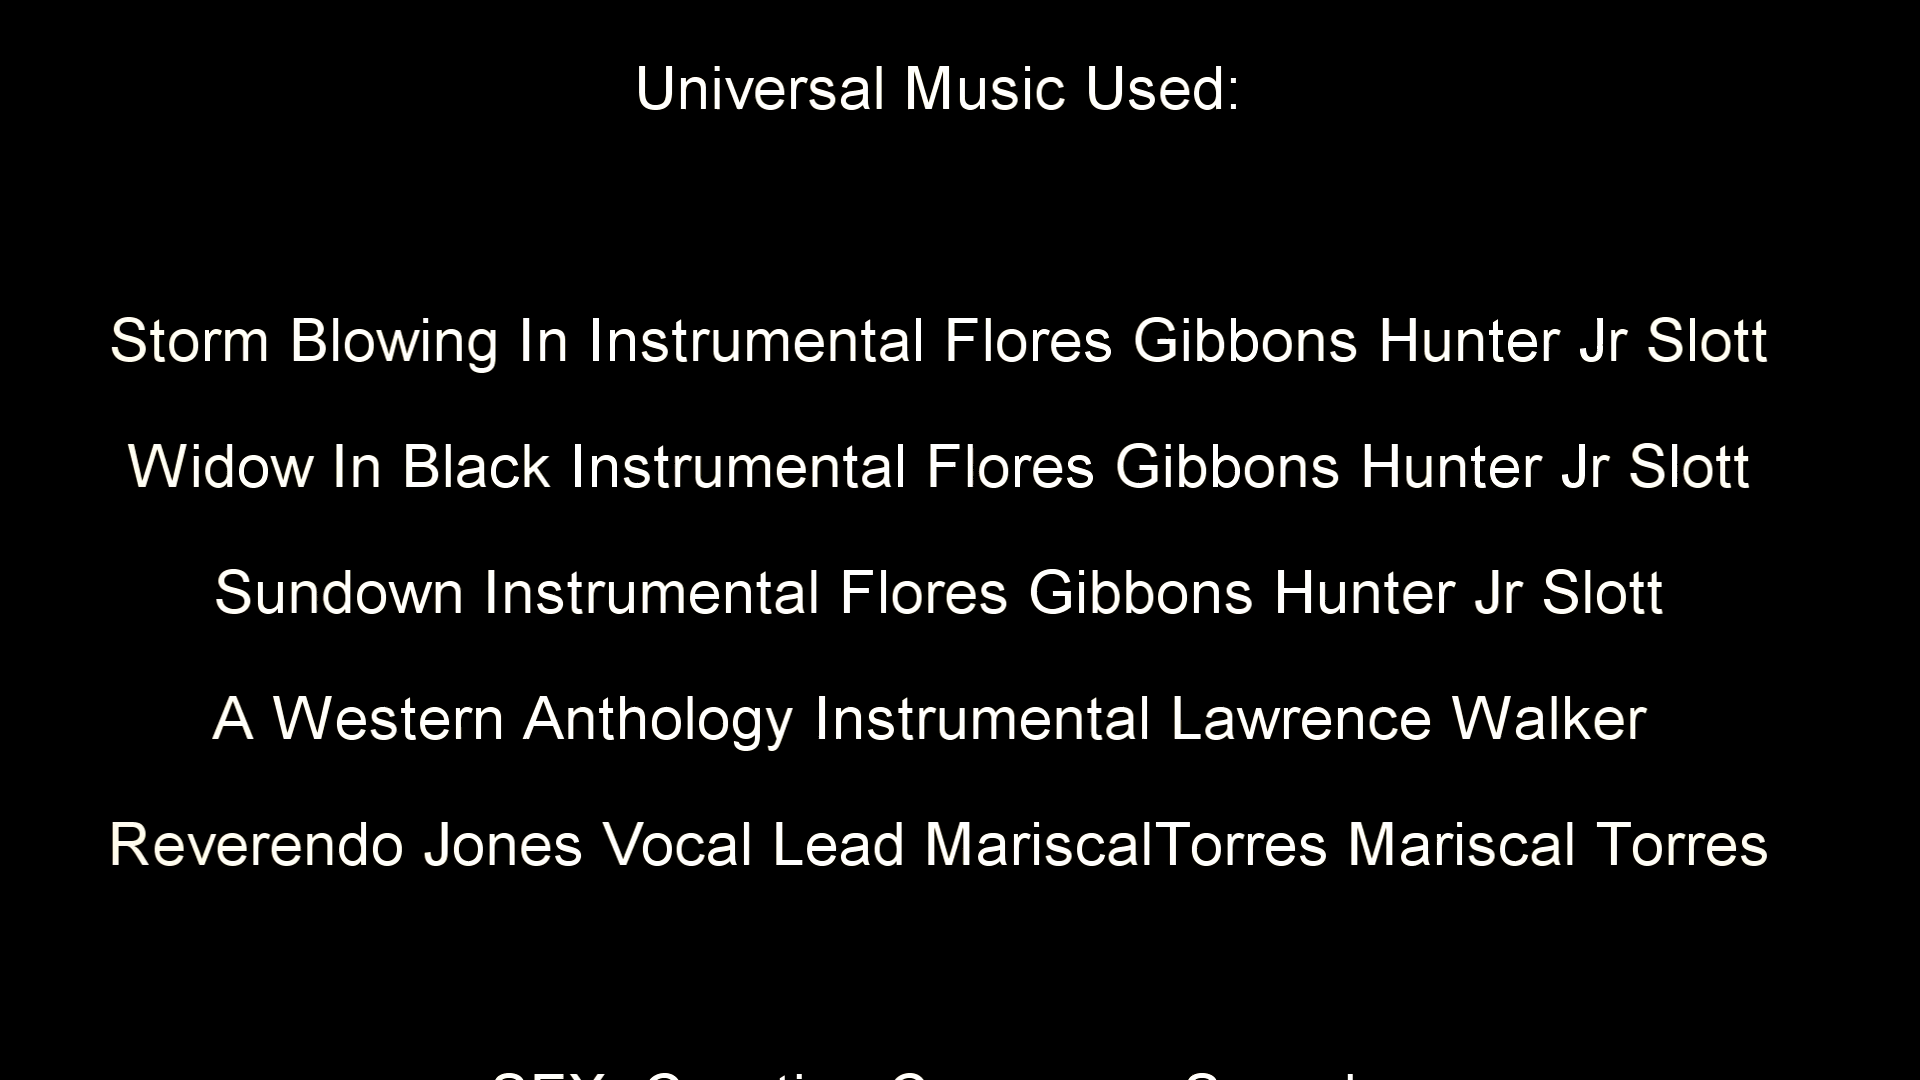 Universal Music Used:
Storm Blowing In Instrumental Flores Gibbons Hunter Jr Slott
Widow In Black Instrumental Flores Gibbons Hunter Jr Slott
Sundown Instrumental Flores Gibbons Hunter Jr Slott
A Western Anthology Instrumental Lawrence Walker
Reverendo Jones Vocal Lead MariscalTorres Mariscal Torres